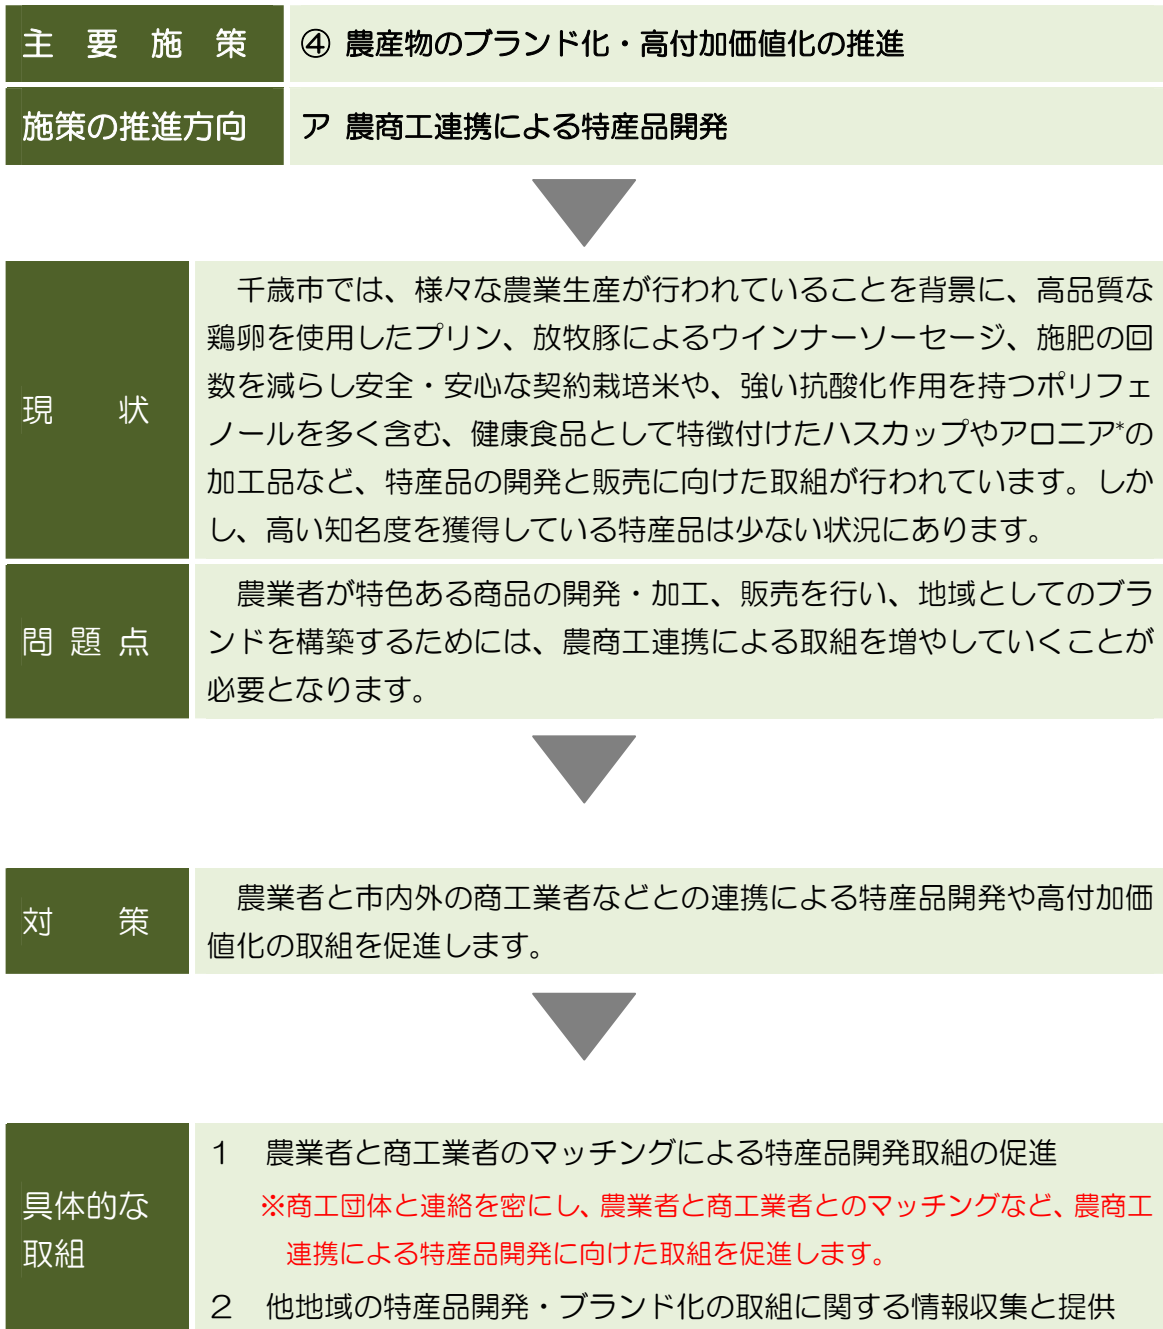 主要施策
④ 農産物のブランド化・高付加価値化の推進
施策の推進方向
ア 農商工連携による特産品開発
現状
千歳市では、様々な農業生産が行われていることを背景に、高品質な
鶏卵を使用したプリン、放牧豚によるウインナーソーセージ、施肥の回
数を減らし安全・安心な契約栽培米や、強い抗酸化作用を持つポリフェ
ノールを多く含む、健康食品として特徴付けたハスカップやアロニア*の
加工品など、特産品の開発と販売に向けた取組が行われています。しか
し、高い知名度を獲得している特産品は少ない状況にあります。
問題点
農業者が特色ある商品の開発・加工、販売を行い、地域としてのブラ
ンドを構築するためには、農商工連携による取組を増やしていくことが
必要となります。
対策
農業者と市内外の商工業者などとの連携による特産品開発や高付加価
値化の取組を促進します。
具体的な
取組
１ 農業者と商工業者のマッチングによる特産品開発取組の促進
※商工団体と連絡を密にし、農業者と商工業者とのマッチングなど、農商工
連携による特産品開発に向けた取組を促進します。
２ 他地域の特産品開発・ブランド化の取組に関する情報収集と提供